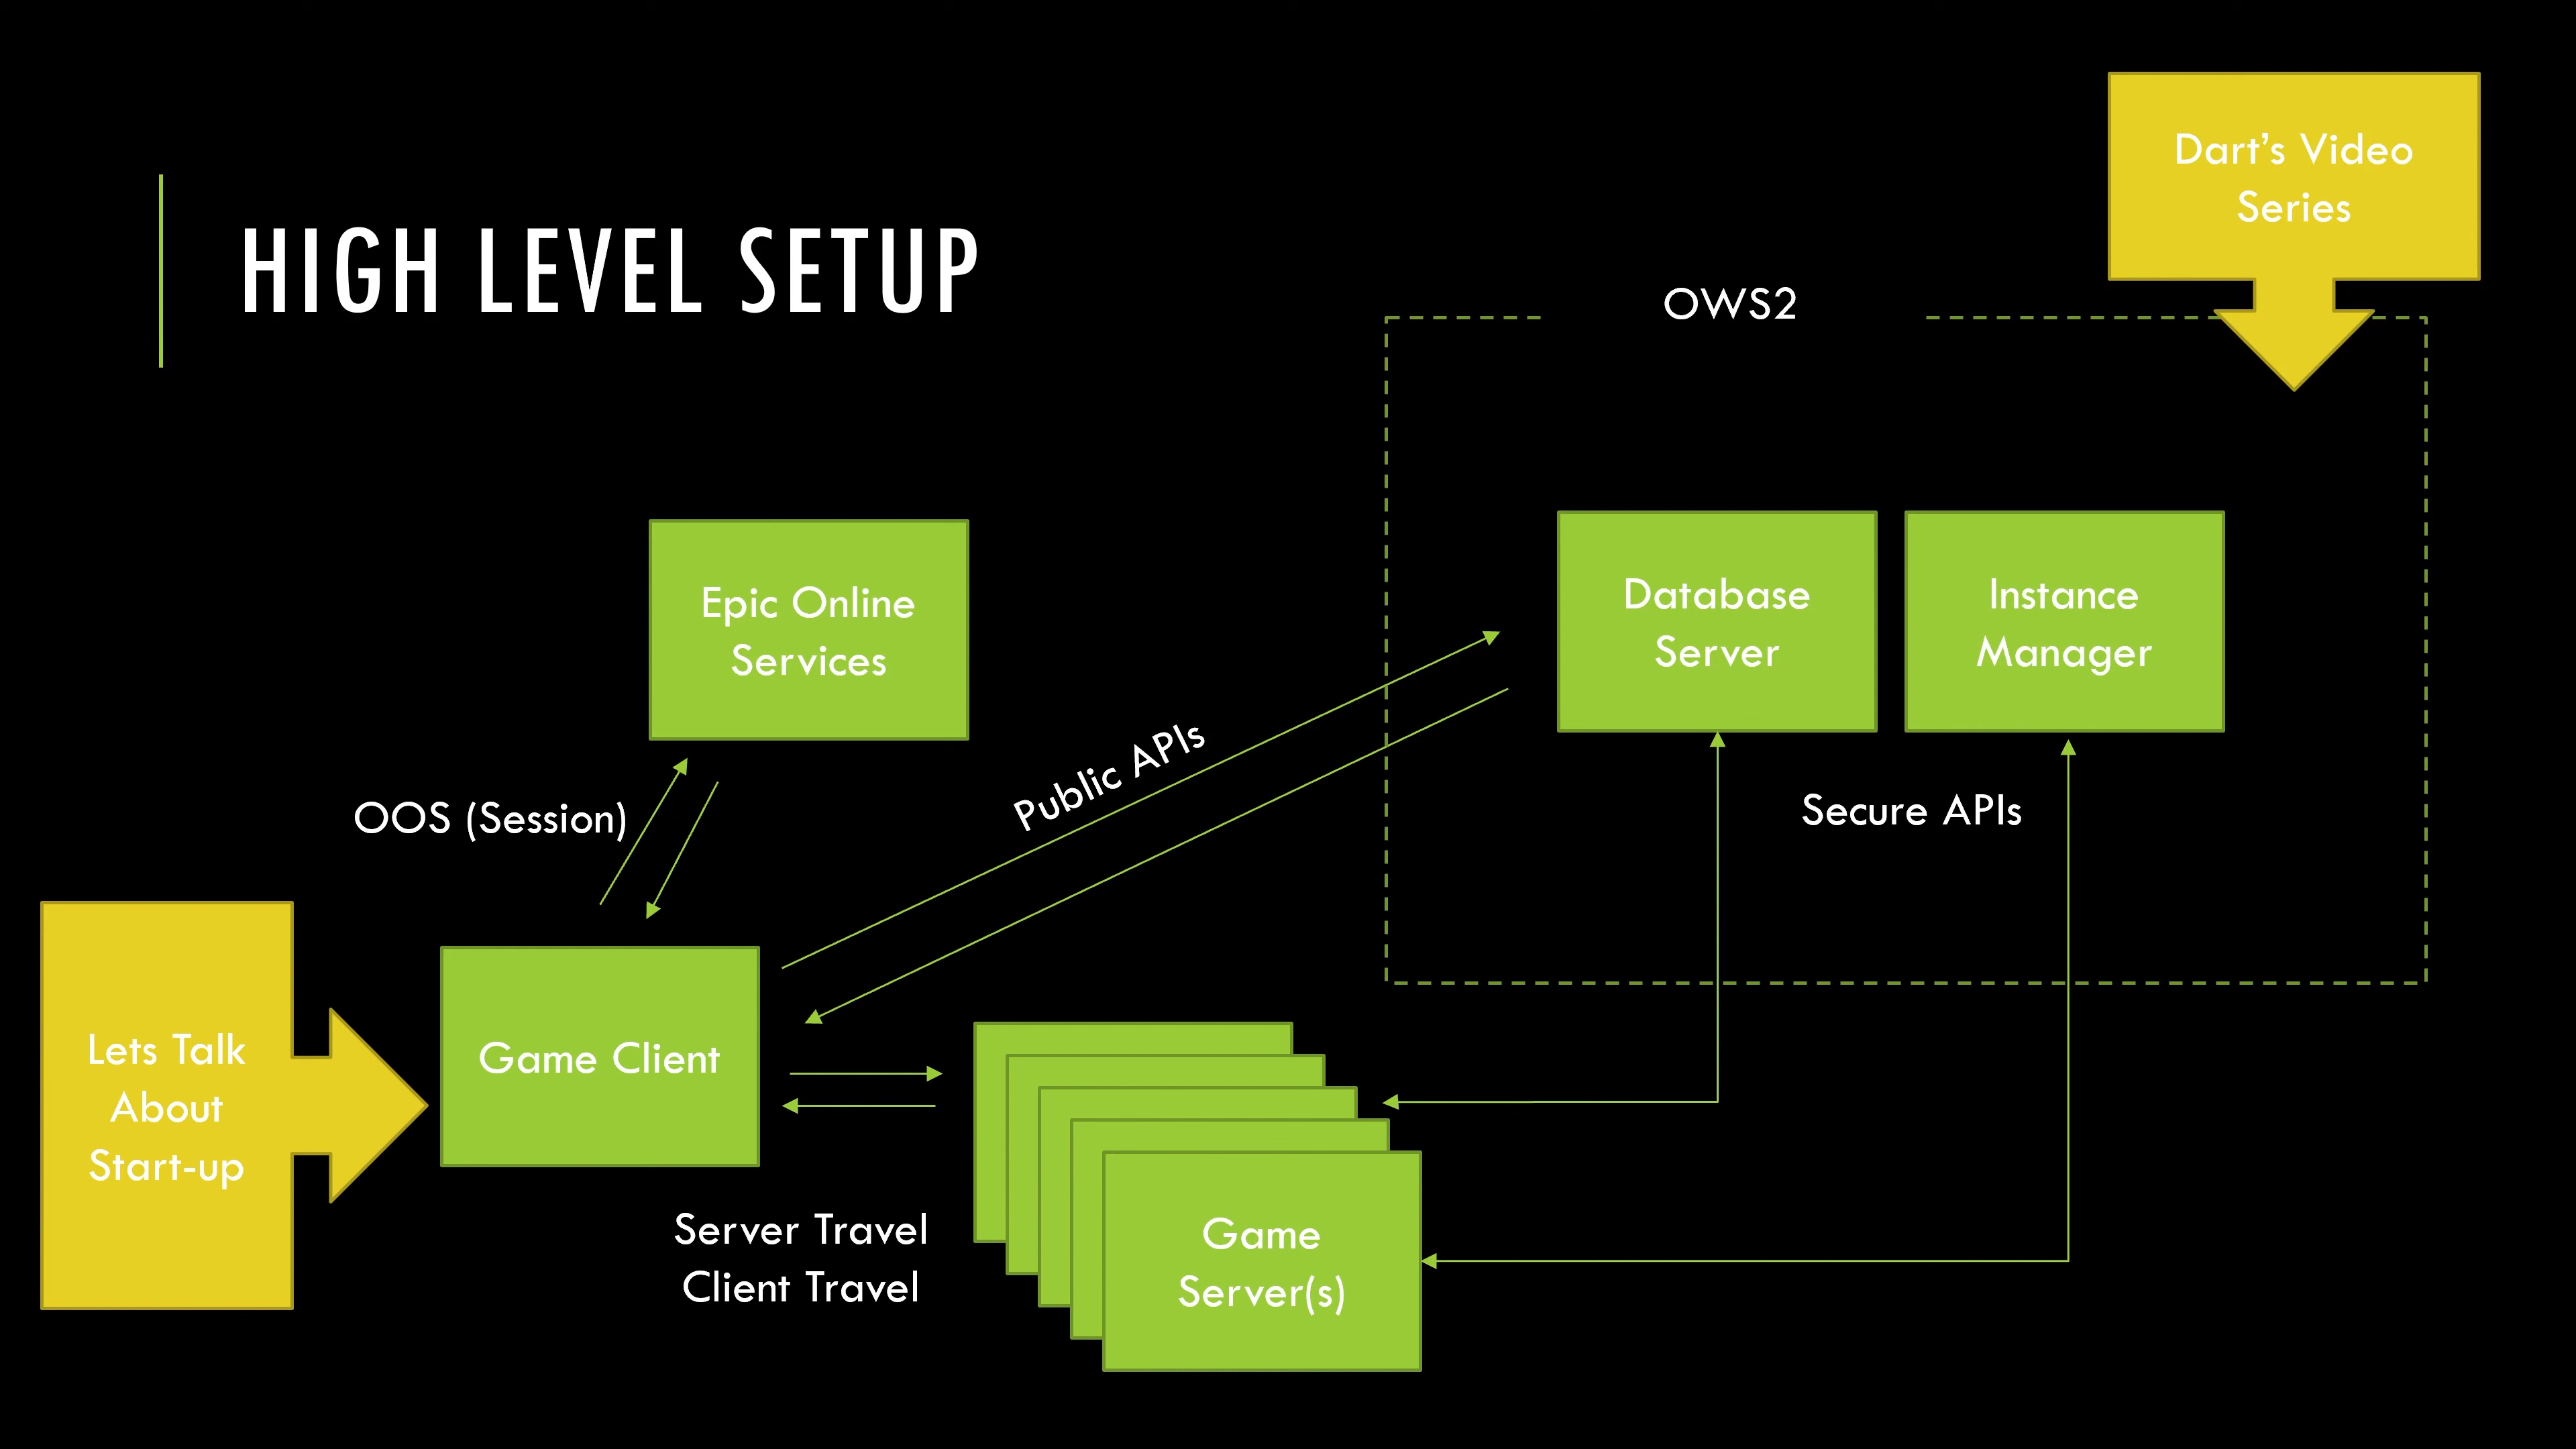 HIGH LEVEL SETUP
Dart's Video
Series
OWS2
Epic Online
Services
Database
Server
Instance
Manager
OOS (Session)
Public APIs
Secure APIs
Lets Talk
About
Start-up
Game Client
Server Travel
Client Travel
Game
Server(s)